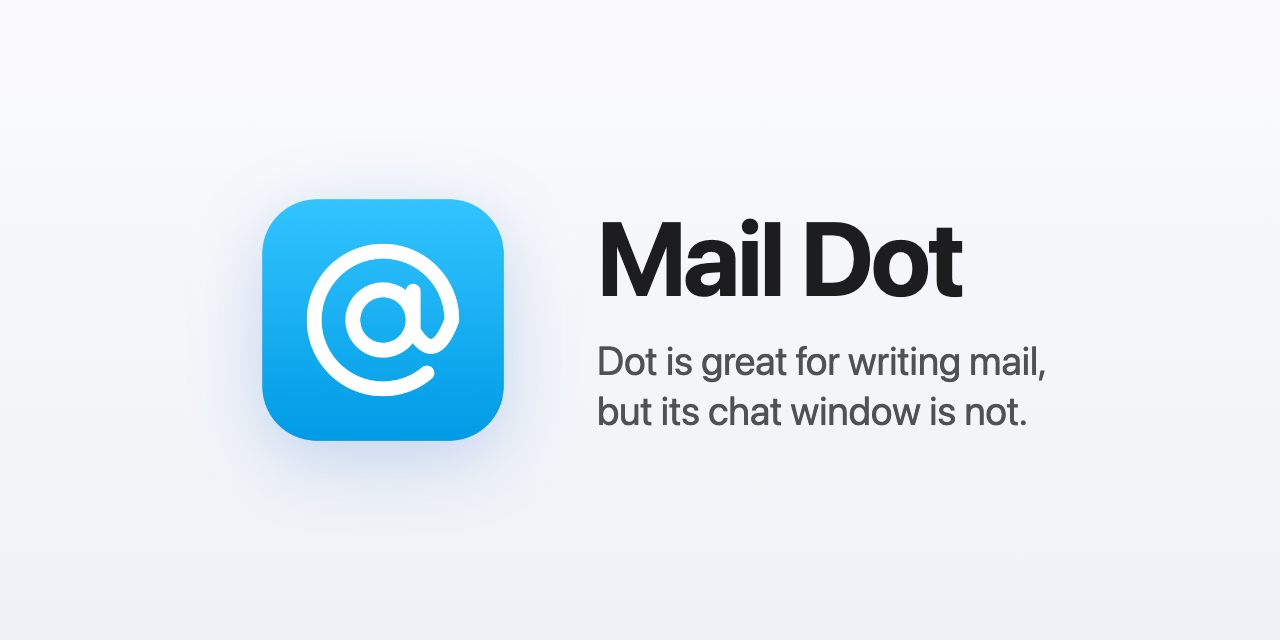 @
Mail Dot
Dot is great for writing mail,
but its chat window is not.